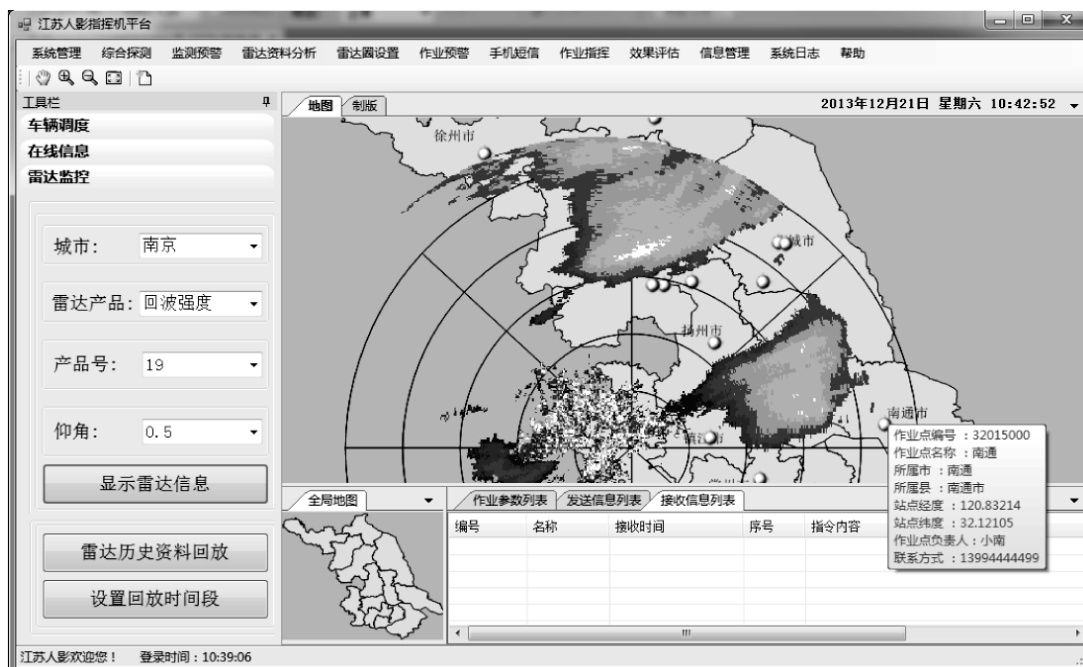 江苏人影指挥机平台
系统管理 综合探测 监测预警 雷达资料分析 雷达圆设置 作业预警 手机短信 作业指挥 效果评估 信息管理 系统日志 帮助
工具栏
地图 制版 2013年12月21日 星期六 10:42:52
车辆调度
在线信息
雷达监控
徐州市
城市: 南京
城市
雷达产品: 回波强度
扬州市
产品号: 19
南通市
仰角: 0.5
镇江市
作业点编号 : 32015000
作业点名称 : 南通
所属市 : 南通
所属县 : 南通市
站点经度 : 120.83214
站点纬度 : 32.12105
作业点负责人 : 小南
联系方式 : 13994444499
显示雷达信息
全局地图 作业参数列表 发送信息列表 接收信息列表
编号 名称 接收时间 序号 指令内容
雷达历史资料回放
设置回放时间段
江苏人影欢迎您！ 登录时间 : 10:39:06